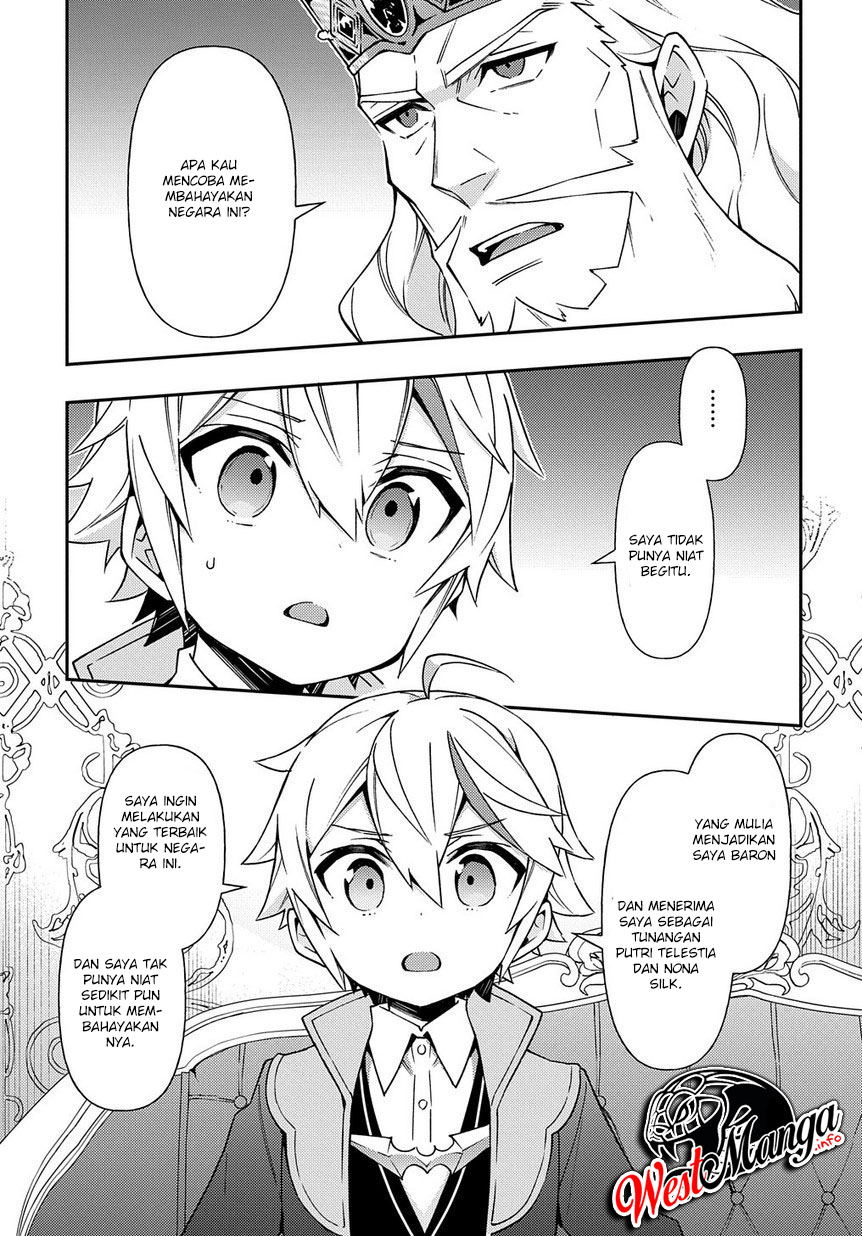 APA KAU
MENCOBA ME-
MBAHAYAKAN
NEGARA INI?
........
SAYA TIDAK
PUNYA NIAT
BEGITU.
YANG MULIA
MENJADIKAN
SAYA BARON
DAN MENERIMA
SAYA SEBAGAI
TUNANGAN
PUTRI TELESTIA
DAN NONA
SILK.
SAYA INGIN
MELAKUKAN
YANG TERBAIK
UNTUK NEGA-
RA INI.
DAN SAYA TAK
PUNYA NIAT
SEDIKIT PUN
UNTUK MEM-
BAHAYAKAN
NYA.
WestManga
.info